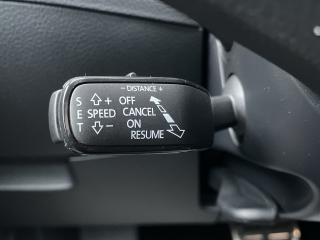 - DISTANCE +
S + OFF
E SPEED CANCEL
T - ON
RESUME